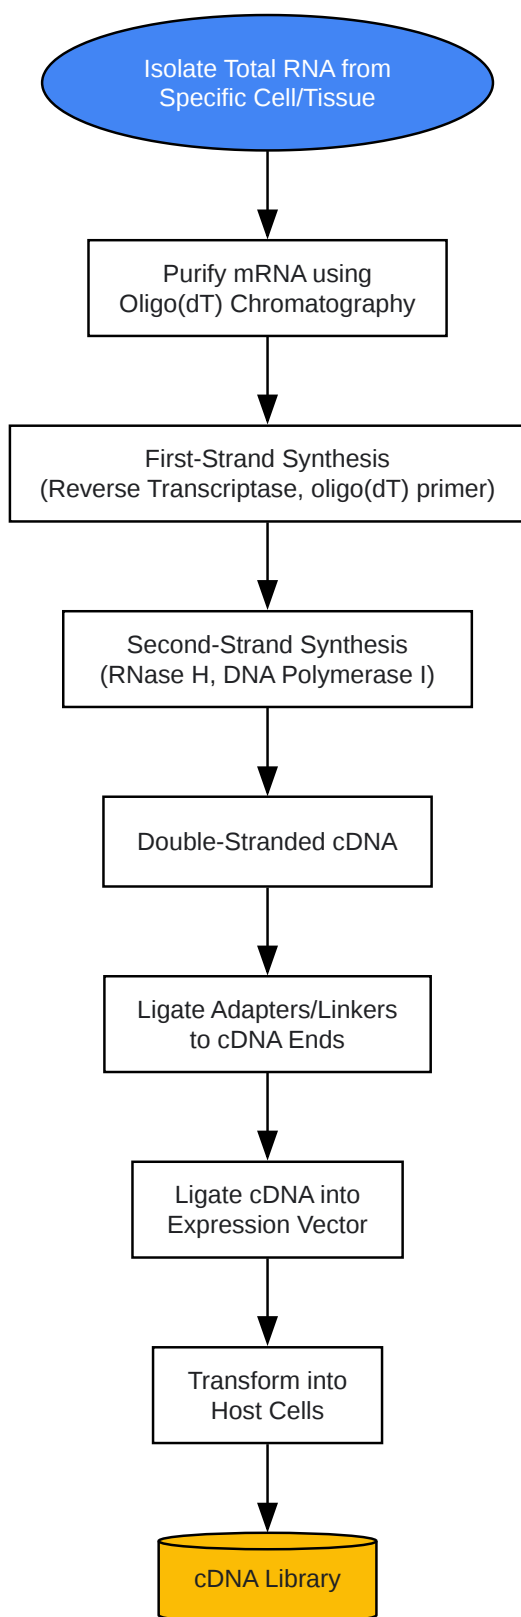 Isolate Total RNA from
Specific Cell/Tissue
Purify mRNA using
Oligo(dT) Chromatography
First-Strand Synthesis
(Reverse Transcriptase, oligo(dT) primer)
Second-Strand Synthesis
(RNase H, DNA Polymerase I)
Double-Stranded cDNA
Ligate Adapters/Linkers
to cDNA Ends
Ligate cDNA into
Expression Vector
Transform into
Host Cells
cDNA Library